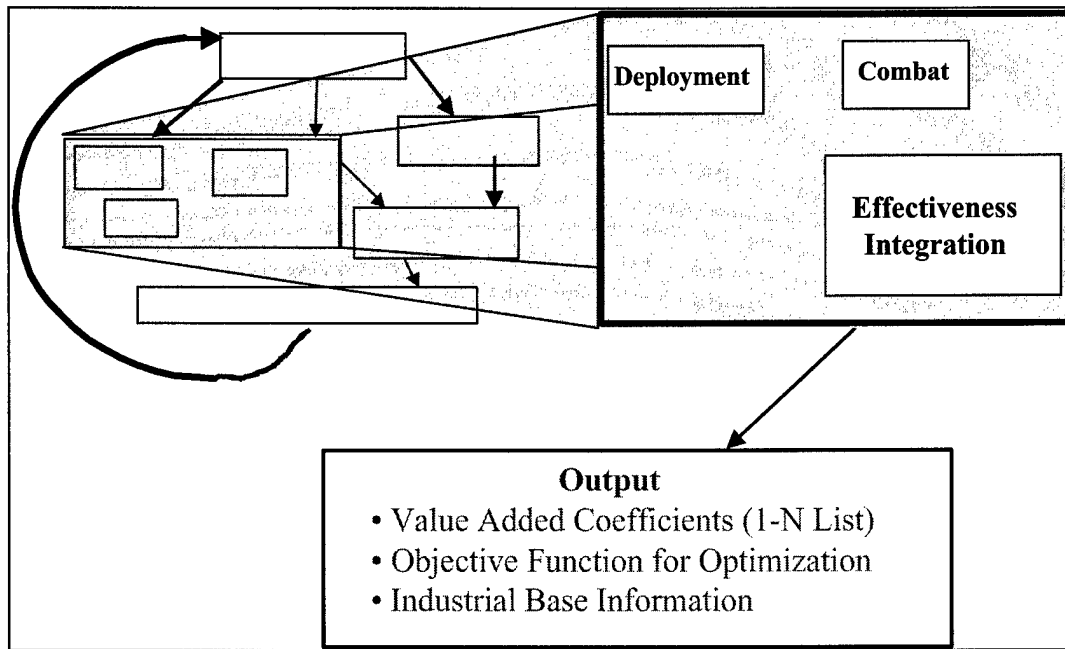 Deployment
Combat
Effectiveness
Integration
Output
• Value Added Coefficients (1-N List)
• Objective Function for Optimization
• Industrial Base Information